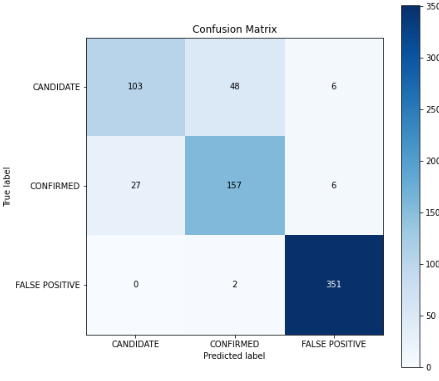 Confusion Matrix
CANDIDATE 103 48 6
CONFIRMED 27 157 6
FALSE POSITIVE 0 2 351
CANDIDATE CONFIRMED FALSE POSITIVE
Predicted label
True label
350
300
250
200
150
100
50
0